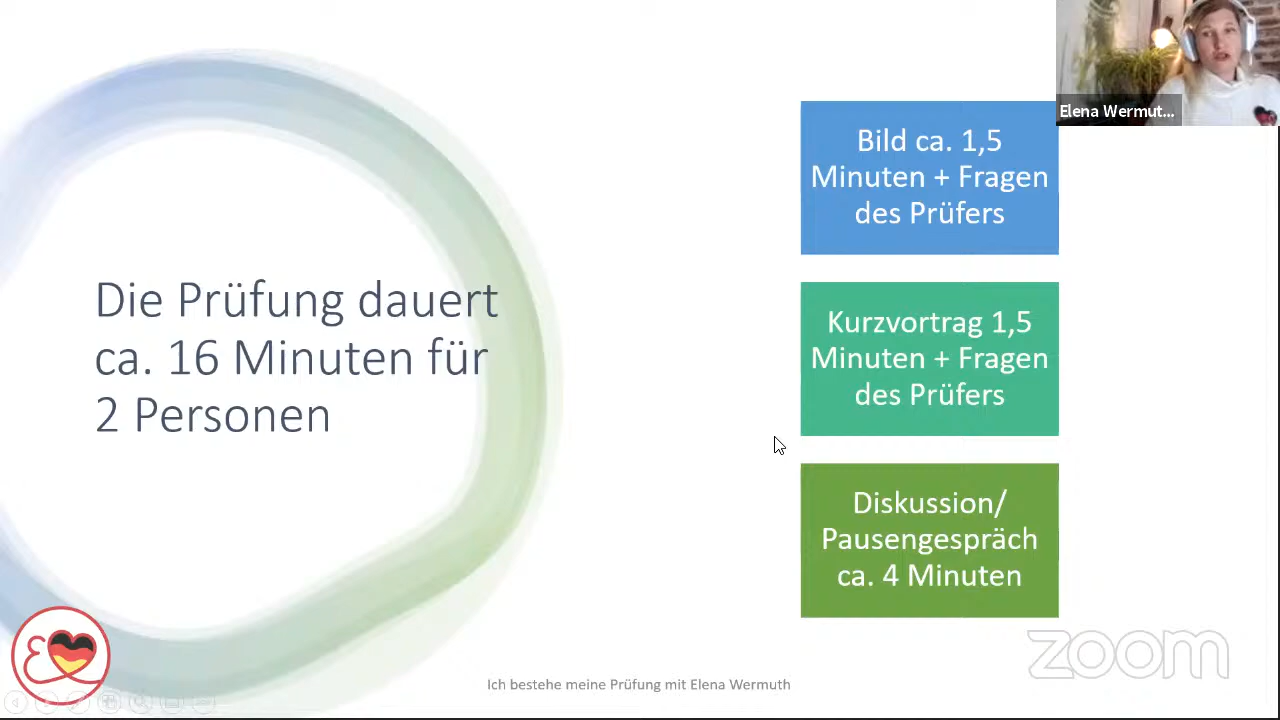 Elena Wermut...
Bild ca. 1,5
Minuten + Fragen
des Prüfers
Die Prüfung dauert
ca. 16 Minuten für
2 Personen
Kurzvortrag 1,5
Minuten + Fragen
des Prüfers
Diskussion/
Pausengespräch
ca. 4 Minuten
zoom
Ich bestehe meine Prüfung mit Elena Wermuth